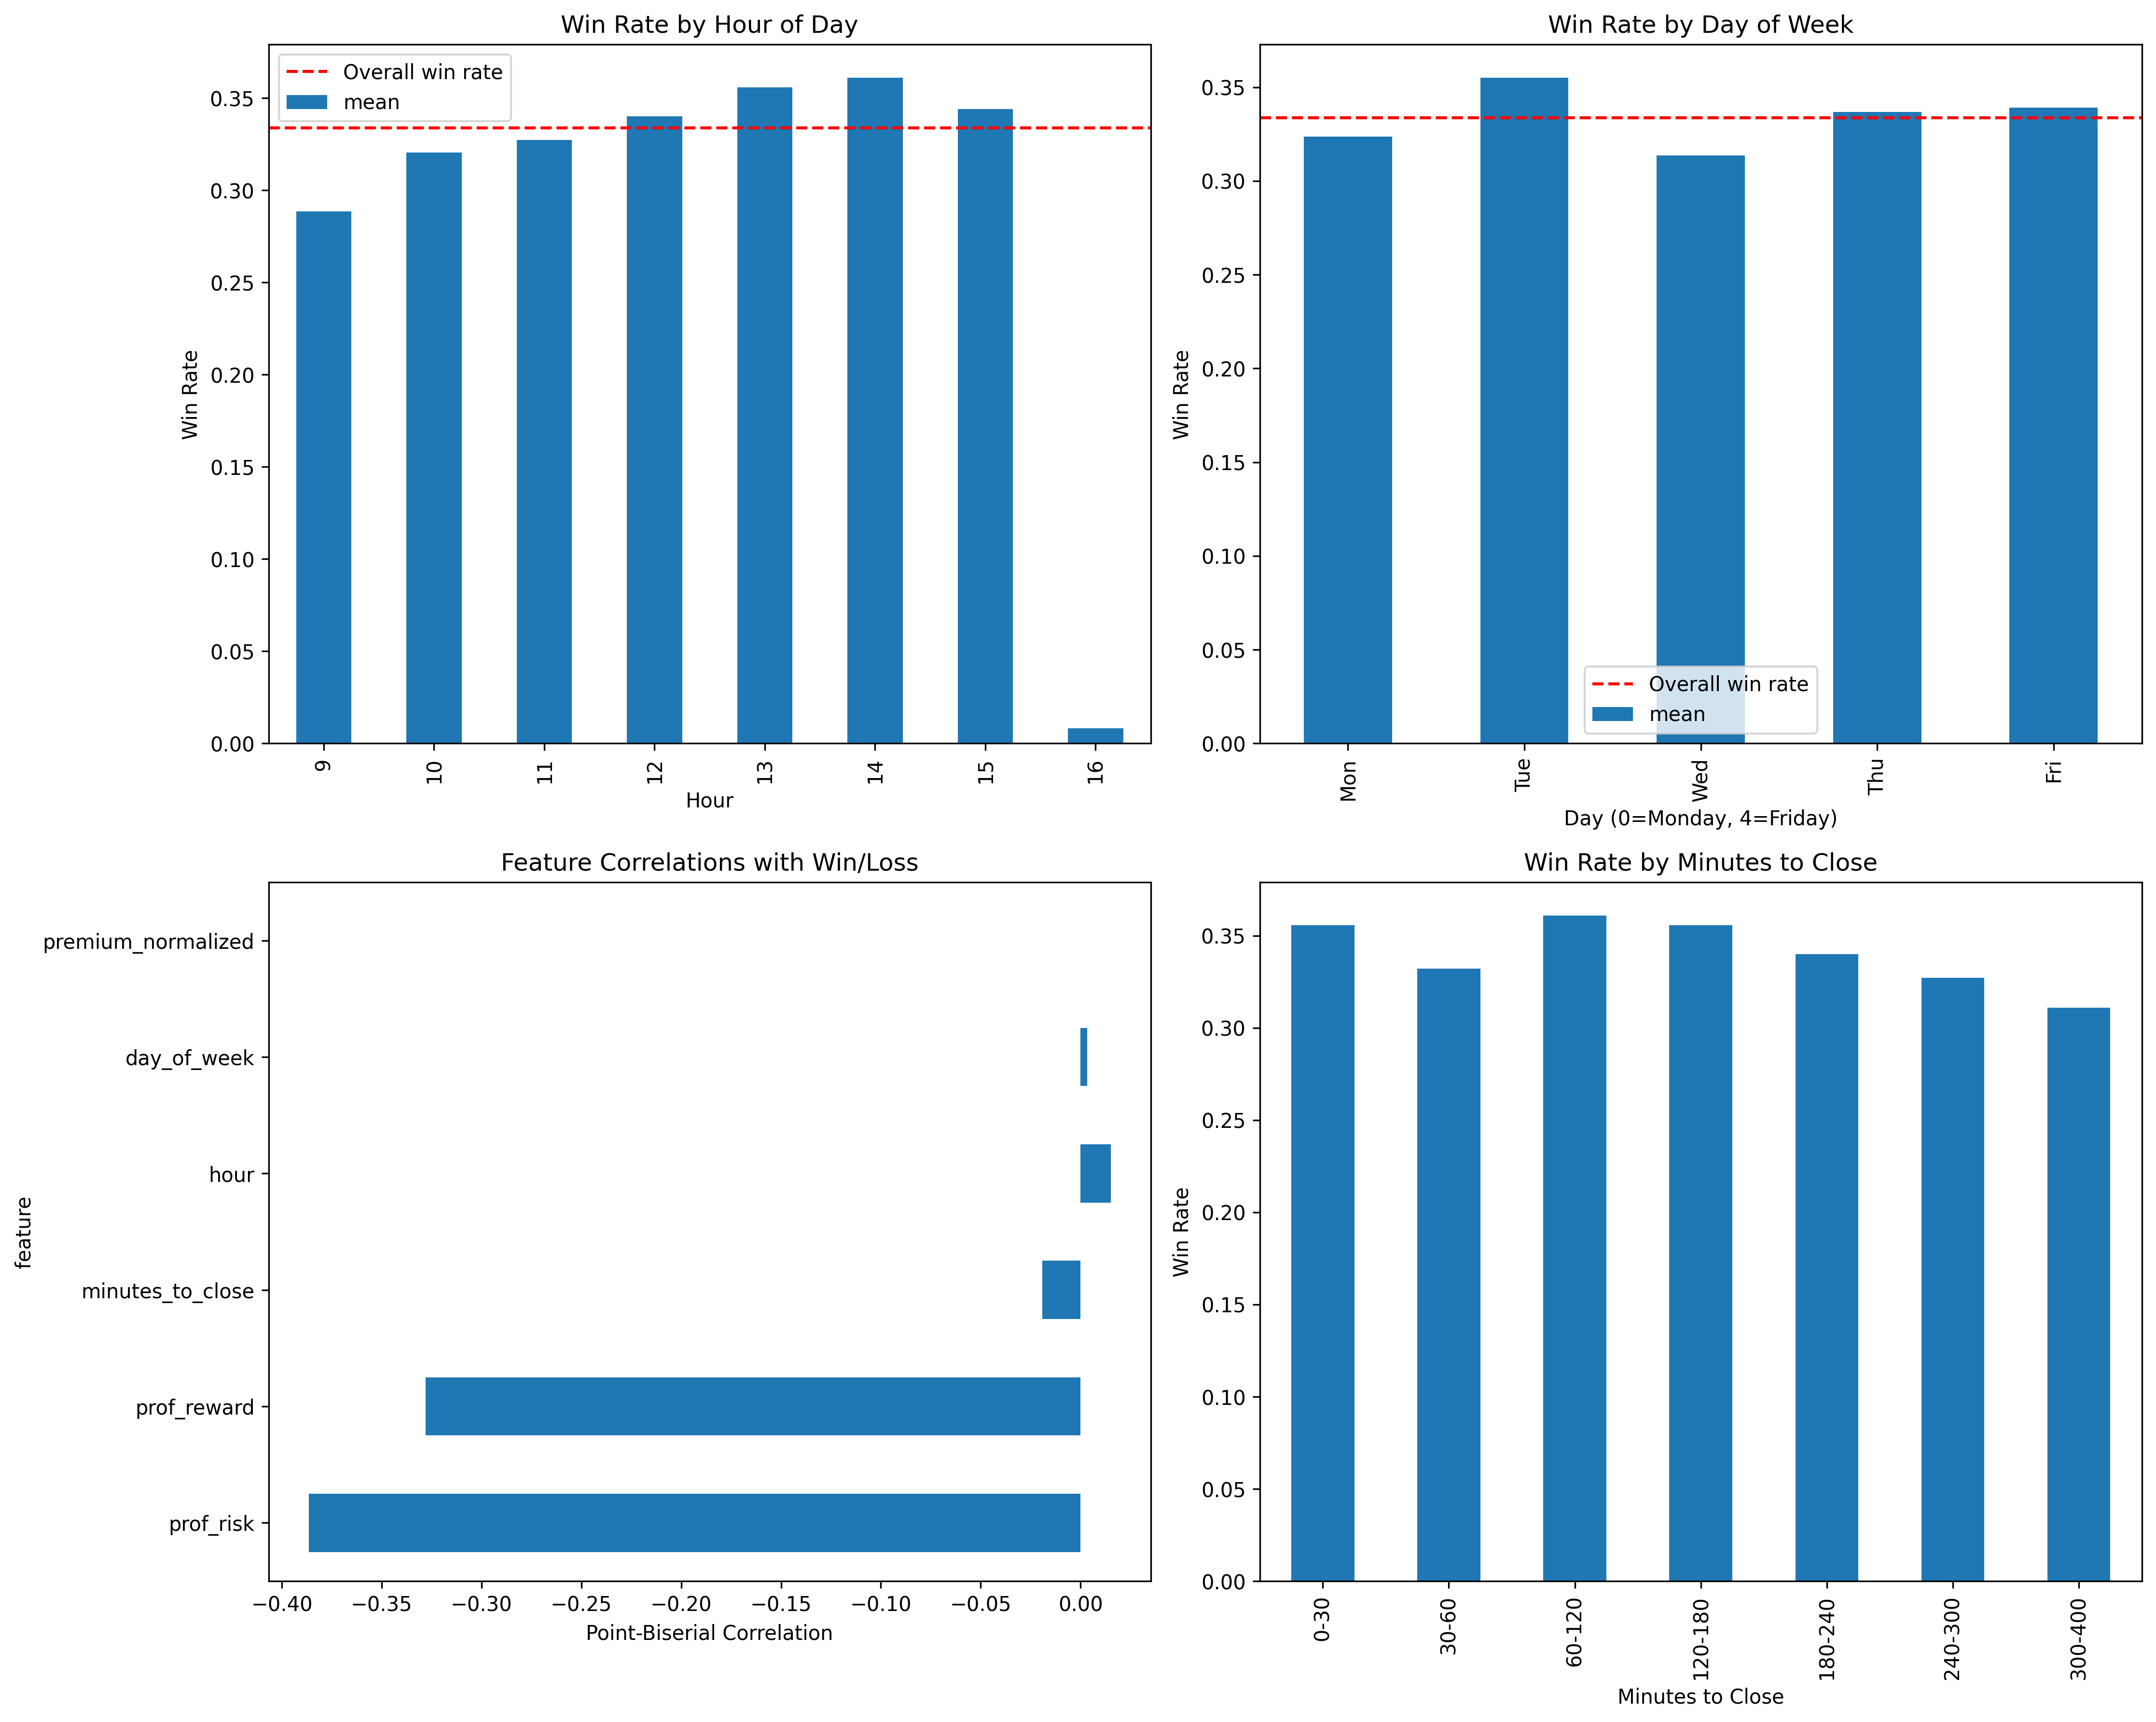 Win Rate by Hour of Day
Overall win rate
mean
0.35
0.30
0.25
0.20
0.15
0.10
0.05
0.00
Win Rate
9
10
11
12
13
14
15
16
Hour
Win Rate by Day of Week
0.35
0.30
0.25
0.20
0.15
0.10
0.05
0.00
Win Rate
Overall win rate
mean
Mon
Tue
Wed
Thu
Fri
Day (0=Monday, 4=Friday)
Feature Correlations with Win/Loss
premium_normalized
day_of_week
hour
minutes_to_close
prof_reward
prof_risk
feature
−0.40
−0.35
−0.30
−0.25
−0.20
−0.15
−0.10
−0.05
0.00
Point-Biserial Correlation
Win Rate by Minutes to Close
0.35
0.30
0.25
0.20
0.15
0.10
0.05
0.00
Win Rate
0-30
30-60
60-120
120-180
180-240
240-300
300-400
Minutes to Close